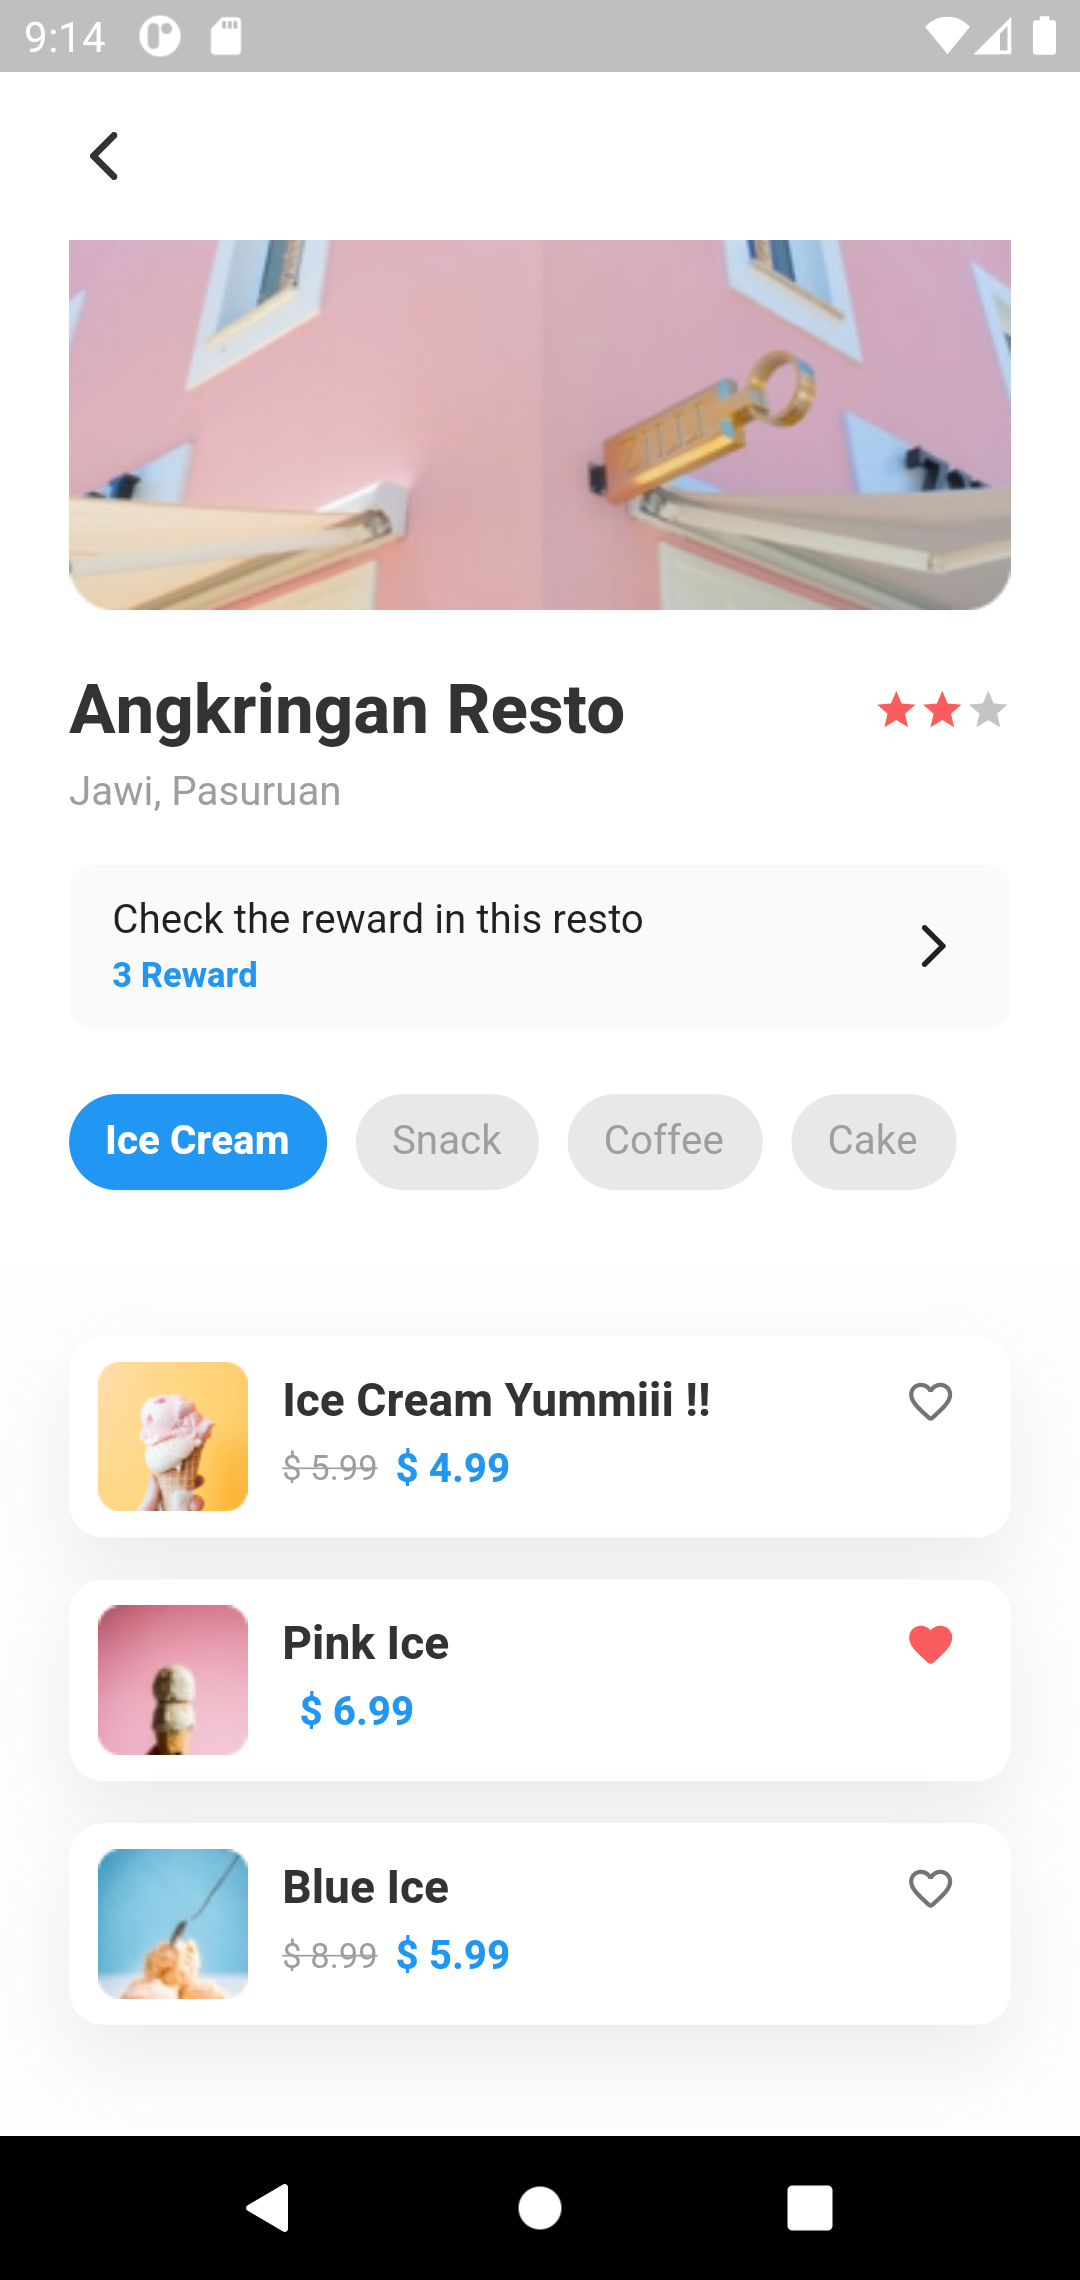 9:14
ZILLI
Angkringan Resto
Jawi, Pasuruan
Check the reward in this resto
3 Reward
Ice Cream
Snack
Coffee
Cake
Ice Cream Yummiii !!
$ 5.99 $ 4.99
Pink Ice
$ 6.99
Blue Ice
$ 8.99 $ 5.99